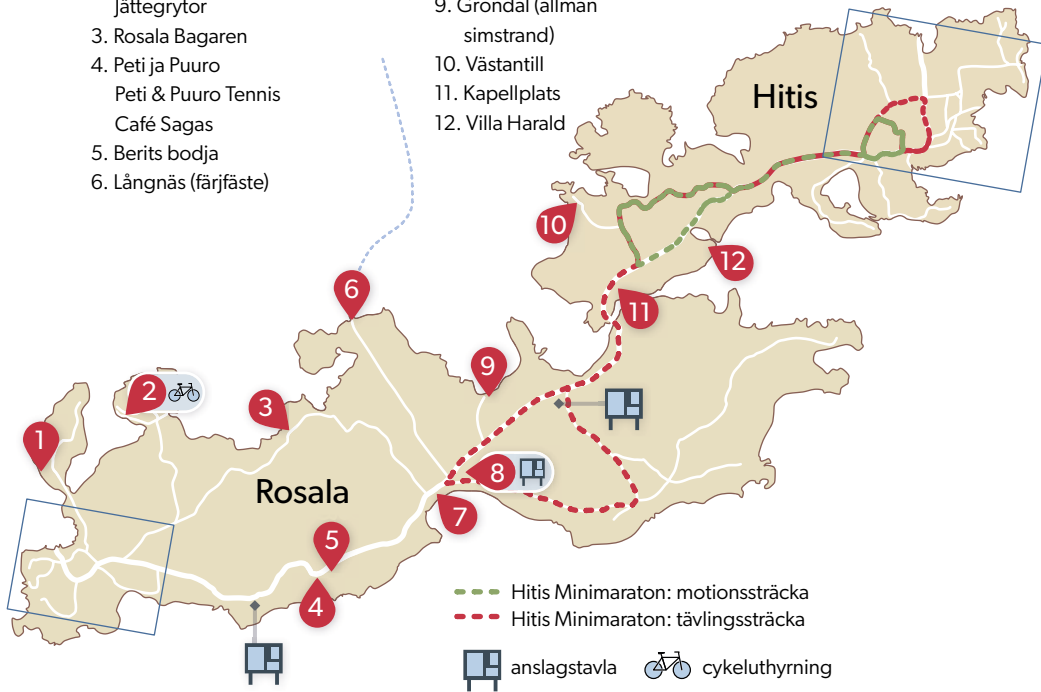 Jättegrytor
3. Rosala Bagaren
4. Peti ja Puuro
Peti & Puuro Tennis
Café Sagas
5. Berits bodja
6. Långnäs (färjfäste)
9. Gröndal (allmän
simstrand)
10. Västantill
11. Kapellplats
12. Villa Harald
Hitis
10
12
11
6
9
2
3
1
Rosala
8
7
5
4
Hitis Minimaraton: motionssträcka
Hitis Minimaraton: tävlingssträcka
anslagstavla
cykeluthyrning